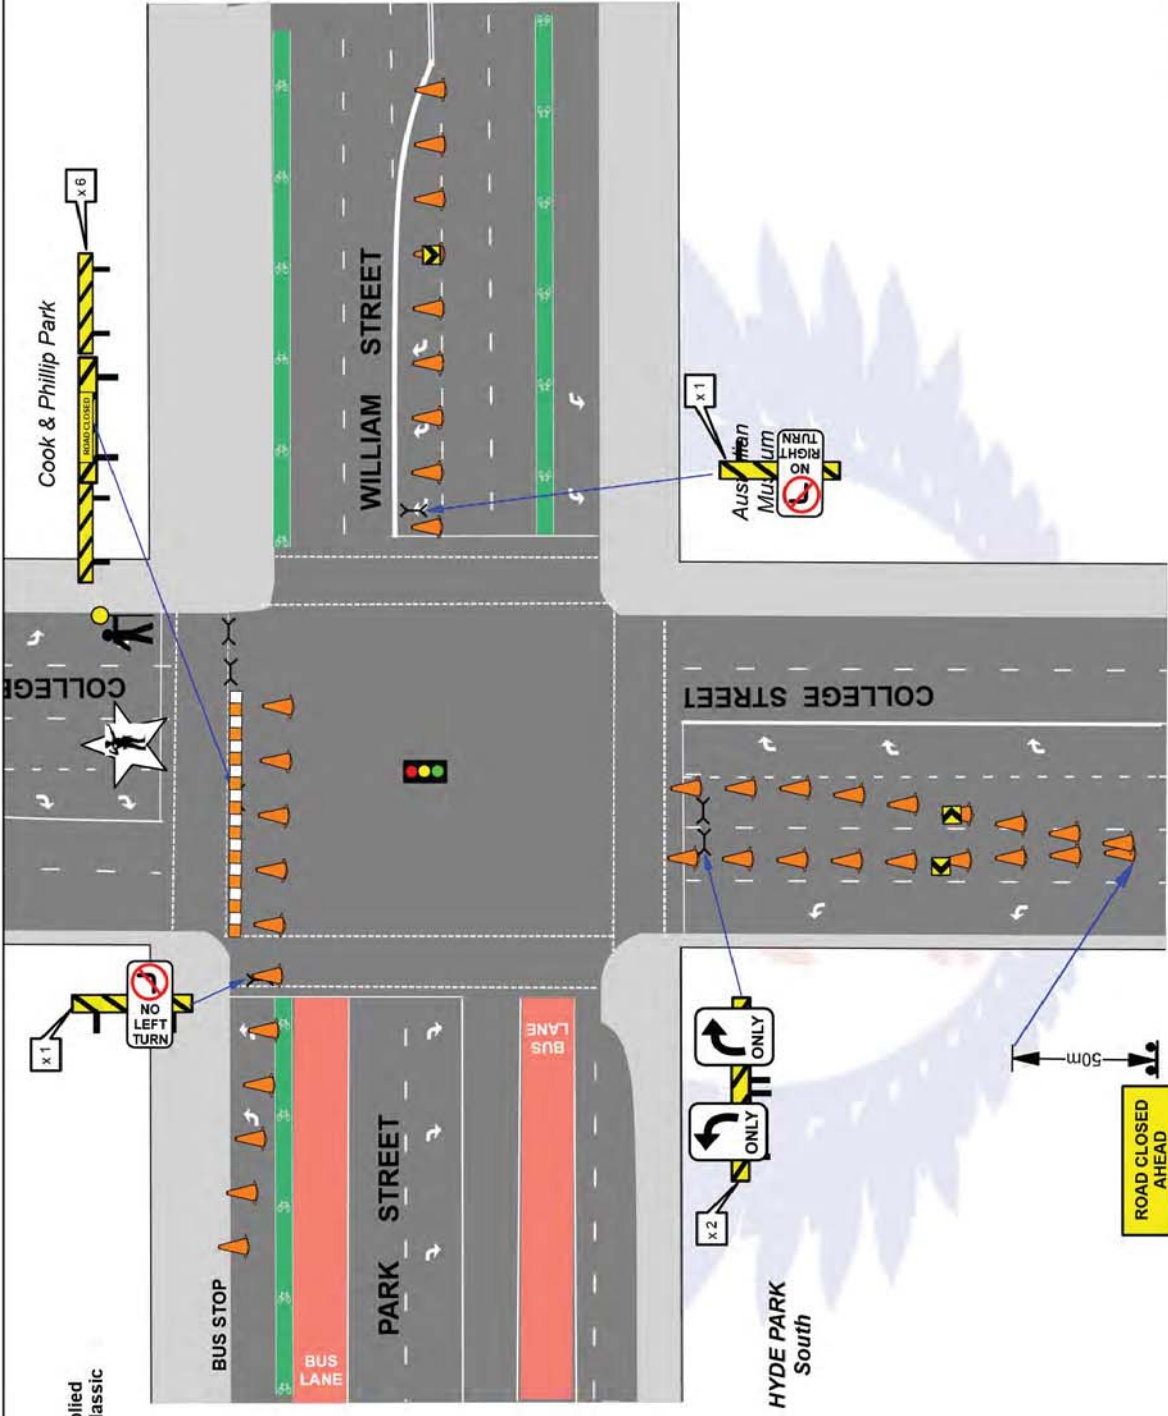 Cook & Phillip Park
x 6
ROAD CLOSED
COLLEGE
WILLIAM STREET
x 1
Australian
Museum
NO
RIGHT
TURN
COLLEGE STREET
x 1
NO
LEFT
TURN
BUS STOP
BUS
LANE
PARK STREET
BUS
LANE
ONLY
ONLY
x 2
HYDE PARK
South
50m
ROAD CLOSED
AHEAD